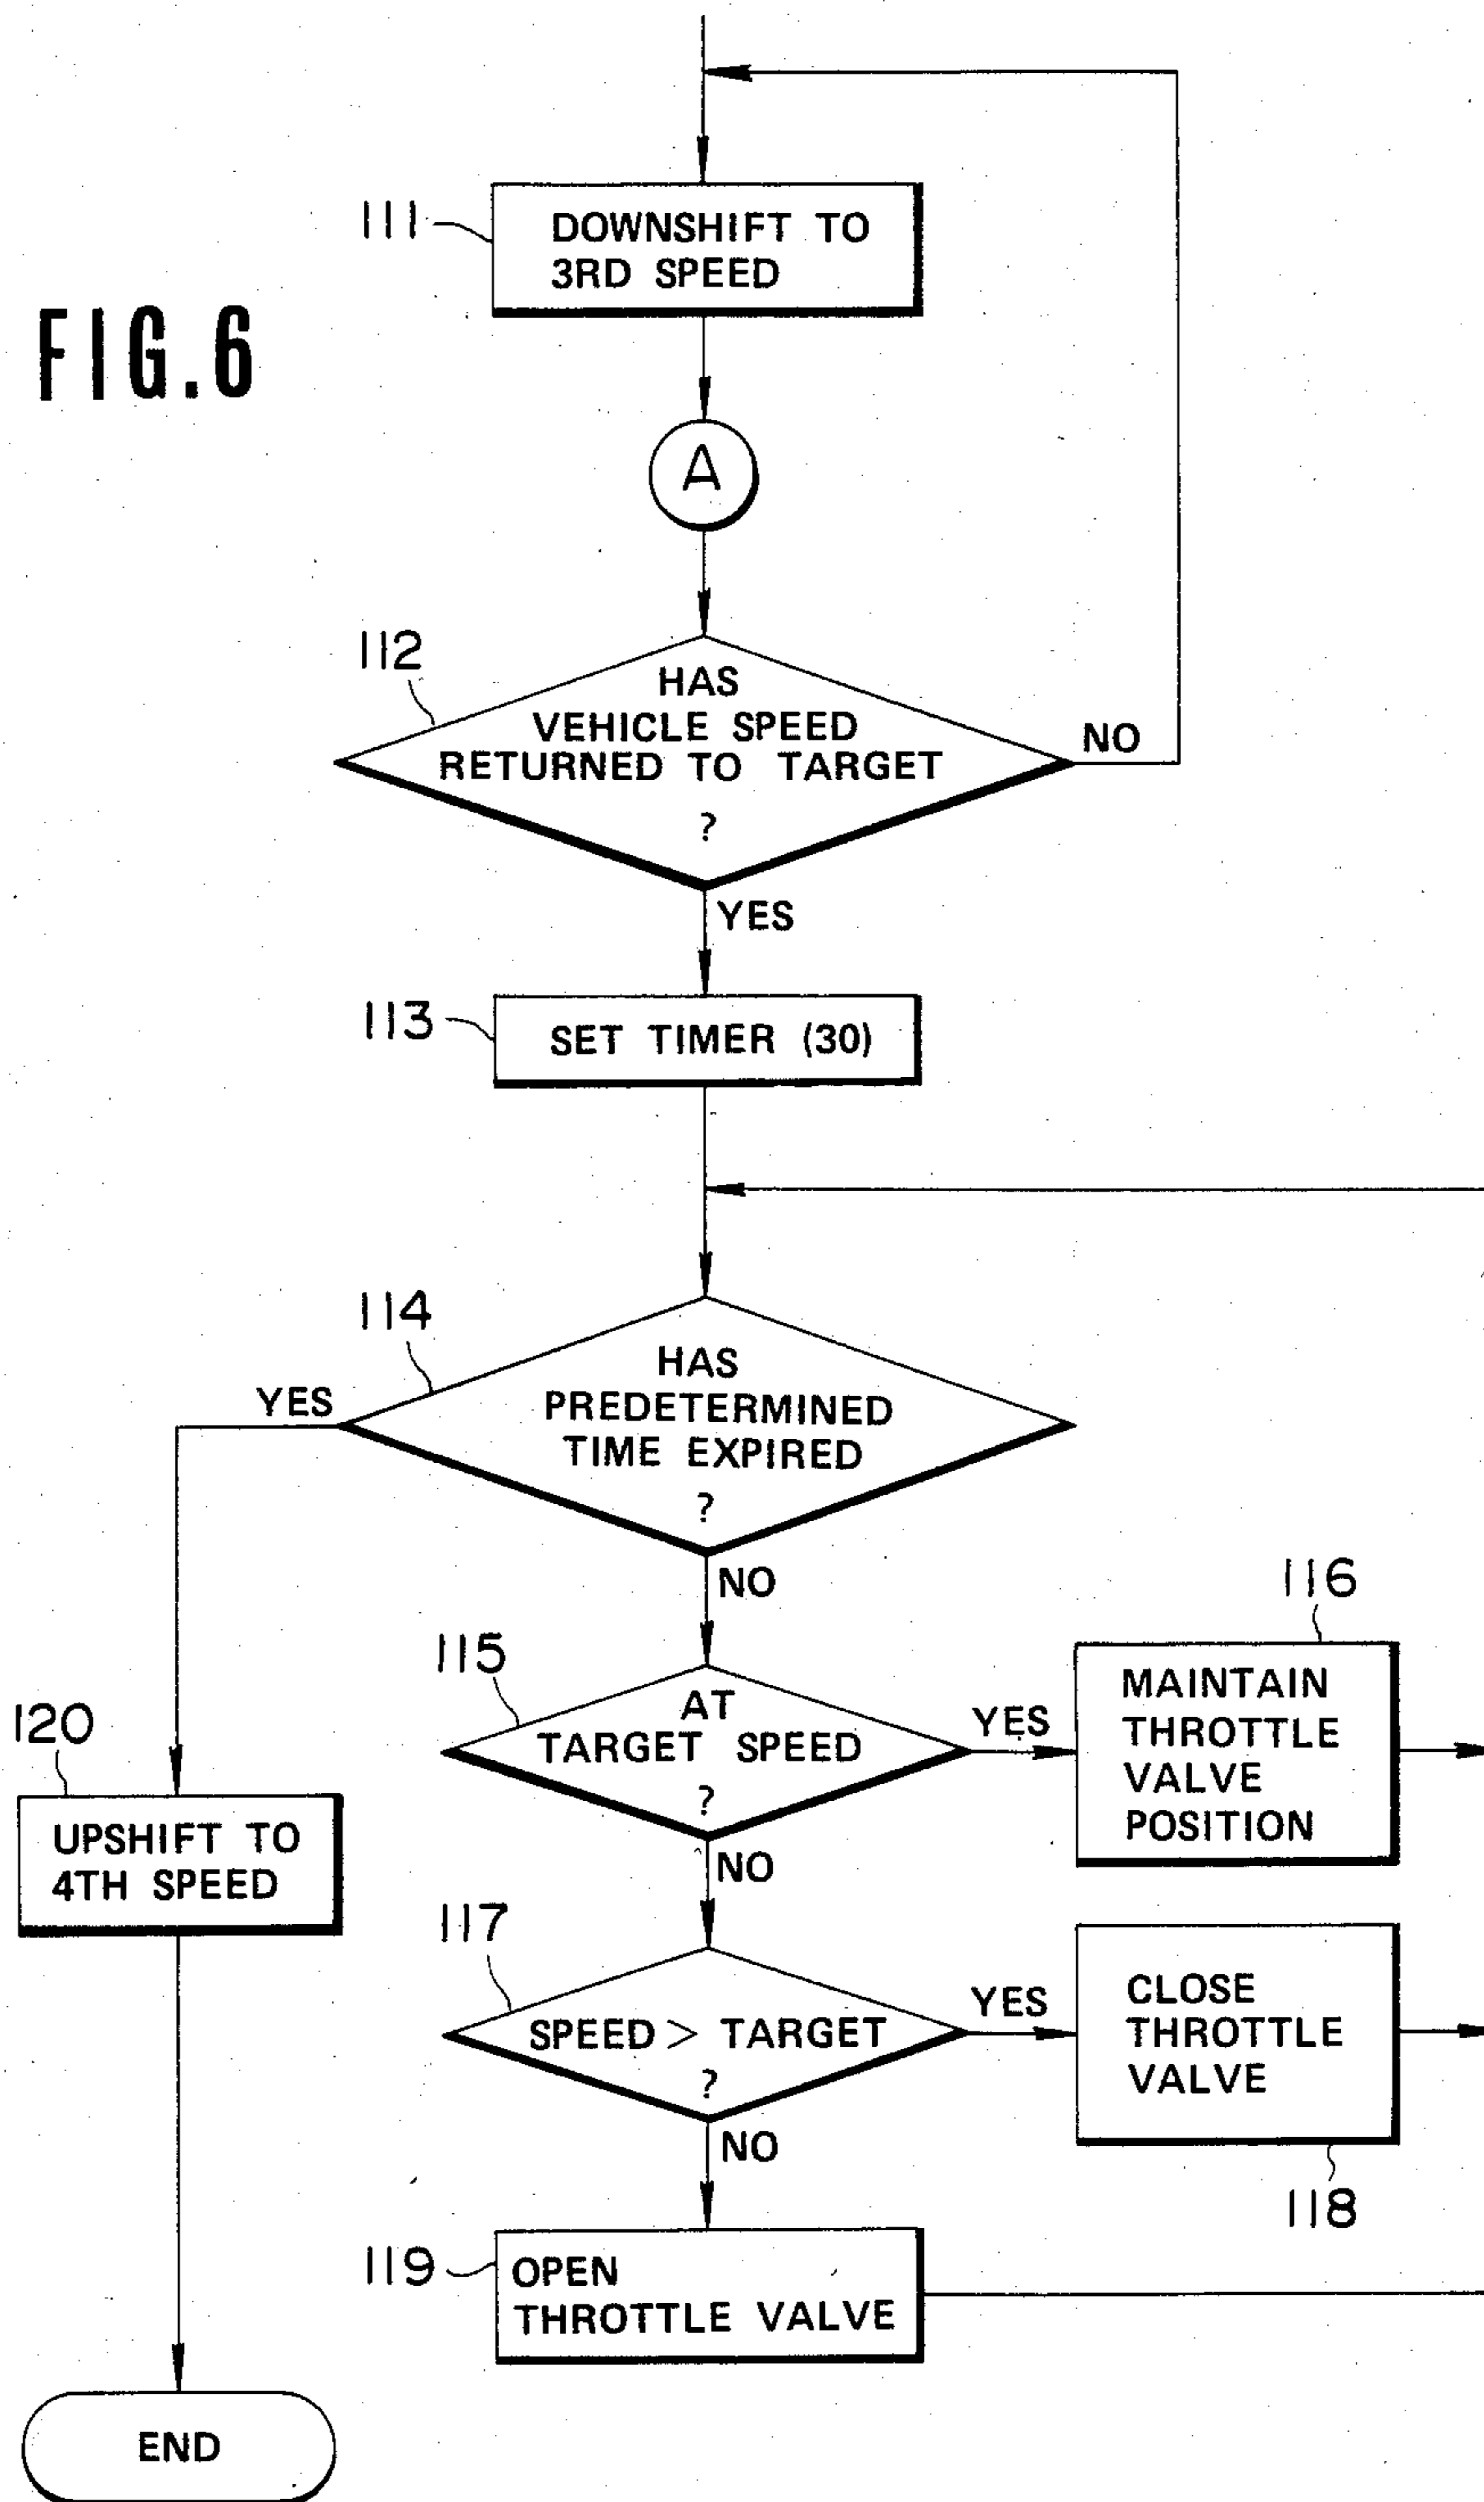 111
DOWNSHIFT TO
3RD SPEED
FIG.6
A
112
HAS
VEHICLE SPEED
RETURNED TO TARGET
?
NO
YES
113
SET TIMER (30)
114
HAS
PREDETERMINED
TIME EXPIRED
?
YES
NO
115
AT
TARGET SPEED
?
YES
116
MAINTAIN
THROTTLE
VALVE
POSITION
120
UPSHIFT TO
4TH SPEED
NO
117
SPEED > TARGET
?
YES
CLOSE
THROTTLE
VALVE
118
NO
119
OPEN
THROTTLE VALVE
END